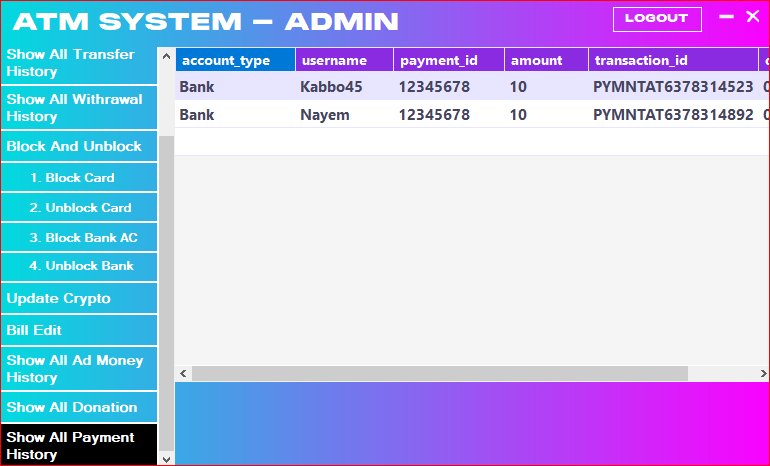 ATM SYSTEM – ADMIN
LOGOUT
Show All Transfer
History
Show All Withrawal
History
Block And Unblock
1. Block Card
2. Unblock Card
3. Block Bank AC
4. Unblock Bank
Update Crypto
Bill Edit
Show All Ad Money
History
Show All Donation
Show All Payment
History
account_type username payment_id amount transaction_id
Bank Kabbo45 12345678 10 PYMNTAT6378314523
Bank Nayem 12345678 10 PYMNTAT6378314892